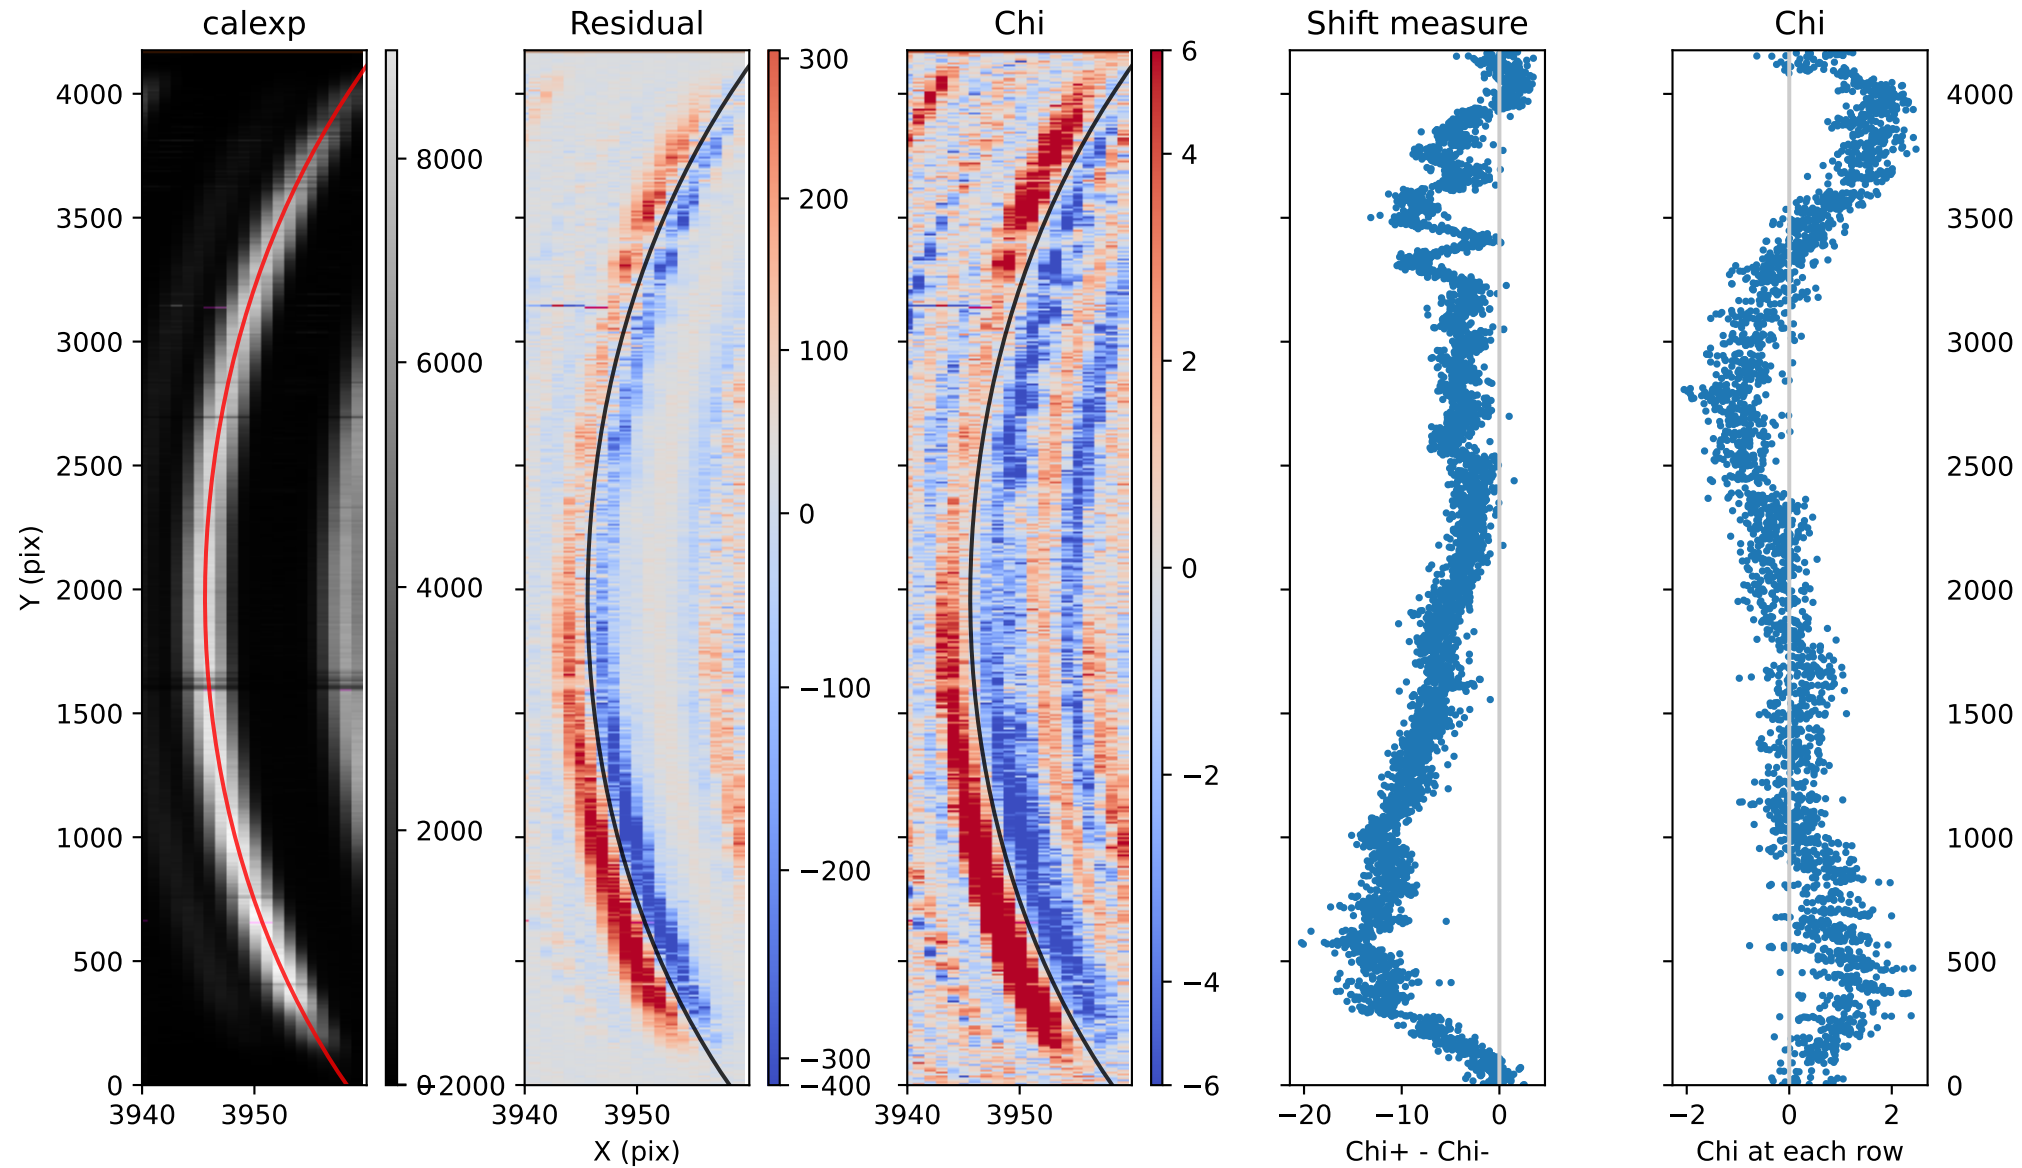 calexp Residual Chi Shift measure Chi
4000 3500 3000 2500 2000 1500 1000 500 0
Y (pix)
3940 3950
8000 6000 4000 2000 0 −2000
3940 3950
X (pix)
300 200 100 0 −100 −200 −300 −400
3940 3950
6 4 2 0 −2 −4 −6
−20 −10 0
Chi+ - Chi-
−2 0 2
Chi at each row
4000 3500 3000 2500 2000 1500 1000 500 0